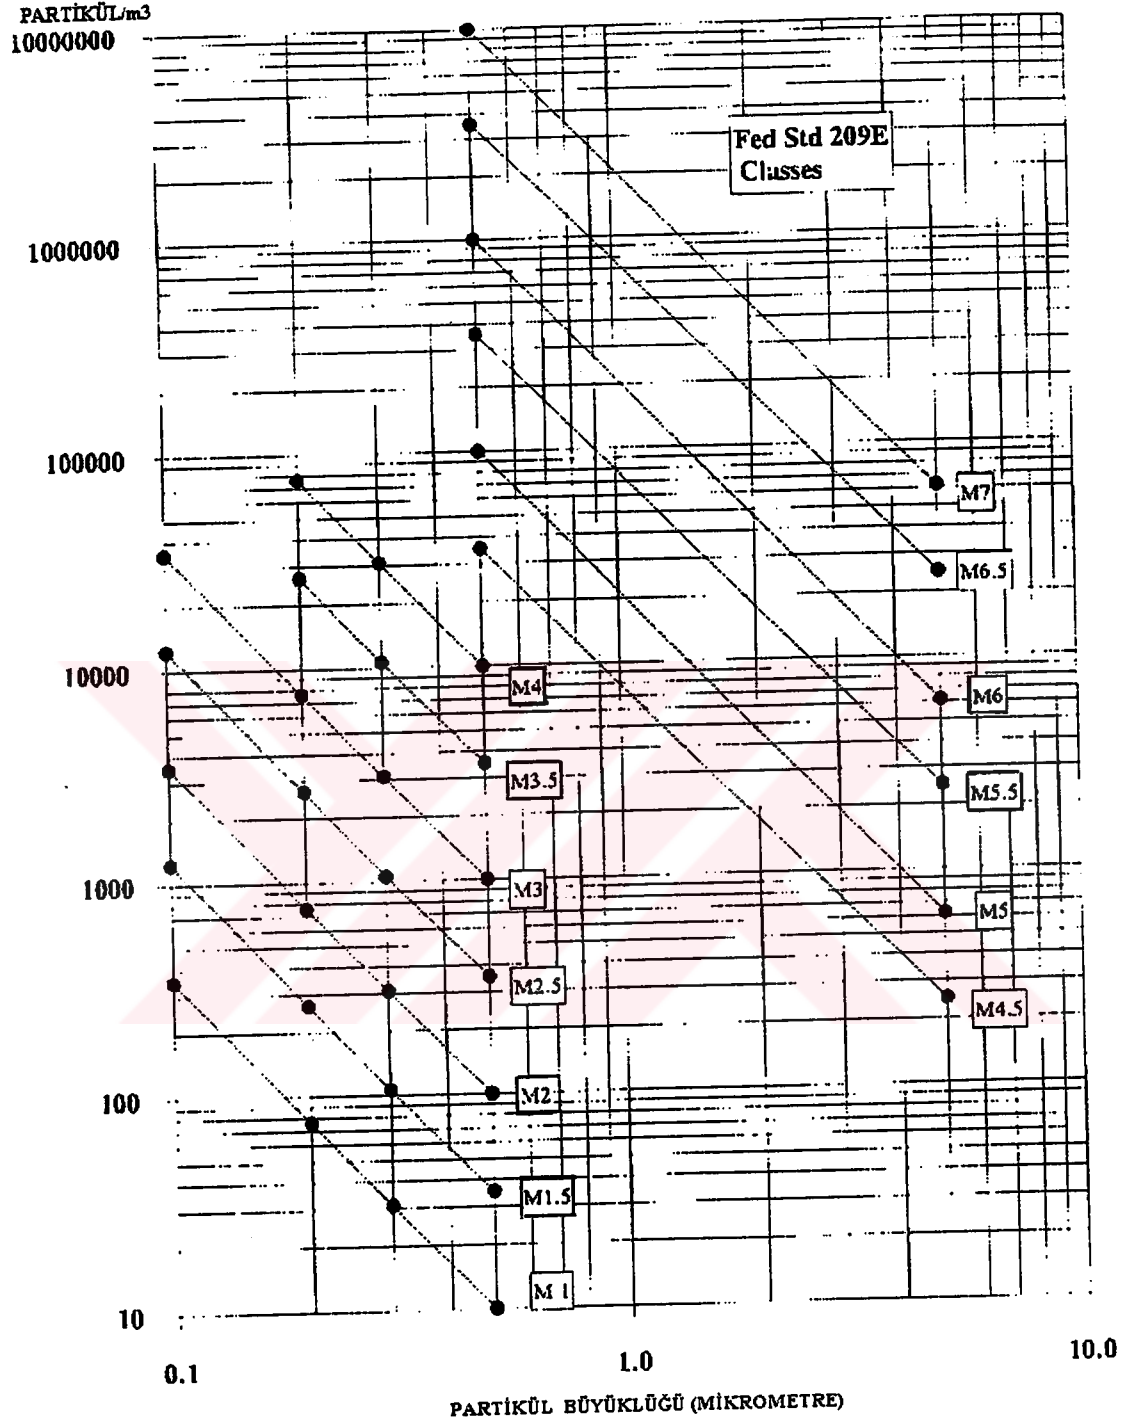 PARTİKÜL/m3
10000000
Fed Std 209E
Classes
1000000
100000
M7
M6.5
10000
M4
M6
M3.5
M5.5
1000
M3
M5
M2.5
M4.5
100
M2
M1.5
M 1
10
0.1
1.0
10.0
PARTİKÜL BÜYÜKLÜĞÜ (MİKROMETRE)